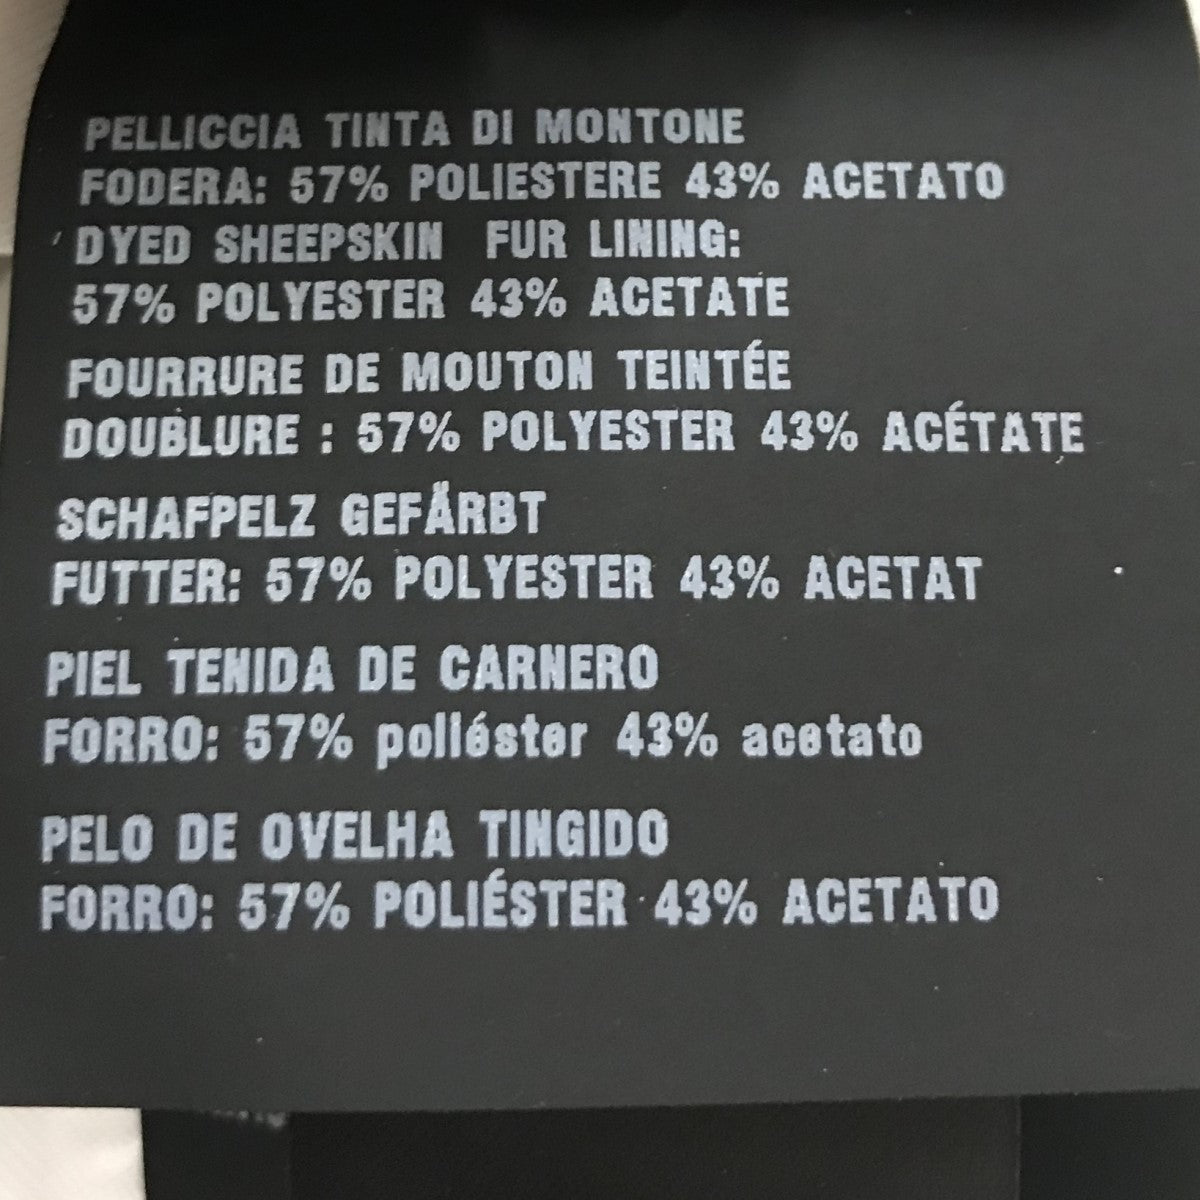 PELLICCIA TINTA DI MONTONE
FODERA: 57% POLIESTERE 43% ACETATO
DYED SHEEPSKIN FUR LINING:
57% POLYESTER 43% ACETATE
FOURRURE DE MOUTON TEINTÉE
DOUBLURE : 57% POLYESTER 43% ACÉTATE
SCHAFPELZ GEFÄRBT
FUTTER: 57% POLYESTER 43% ACETAT
PIEL TENIDA DE CARNERO
FORRO: 57% poliéster 43% acetato
PELO DE OVELHA TINGIDO
FORRO: 57% POLIÉSTER 43% ACETATO